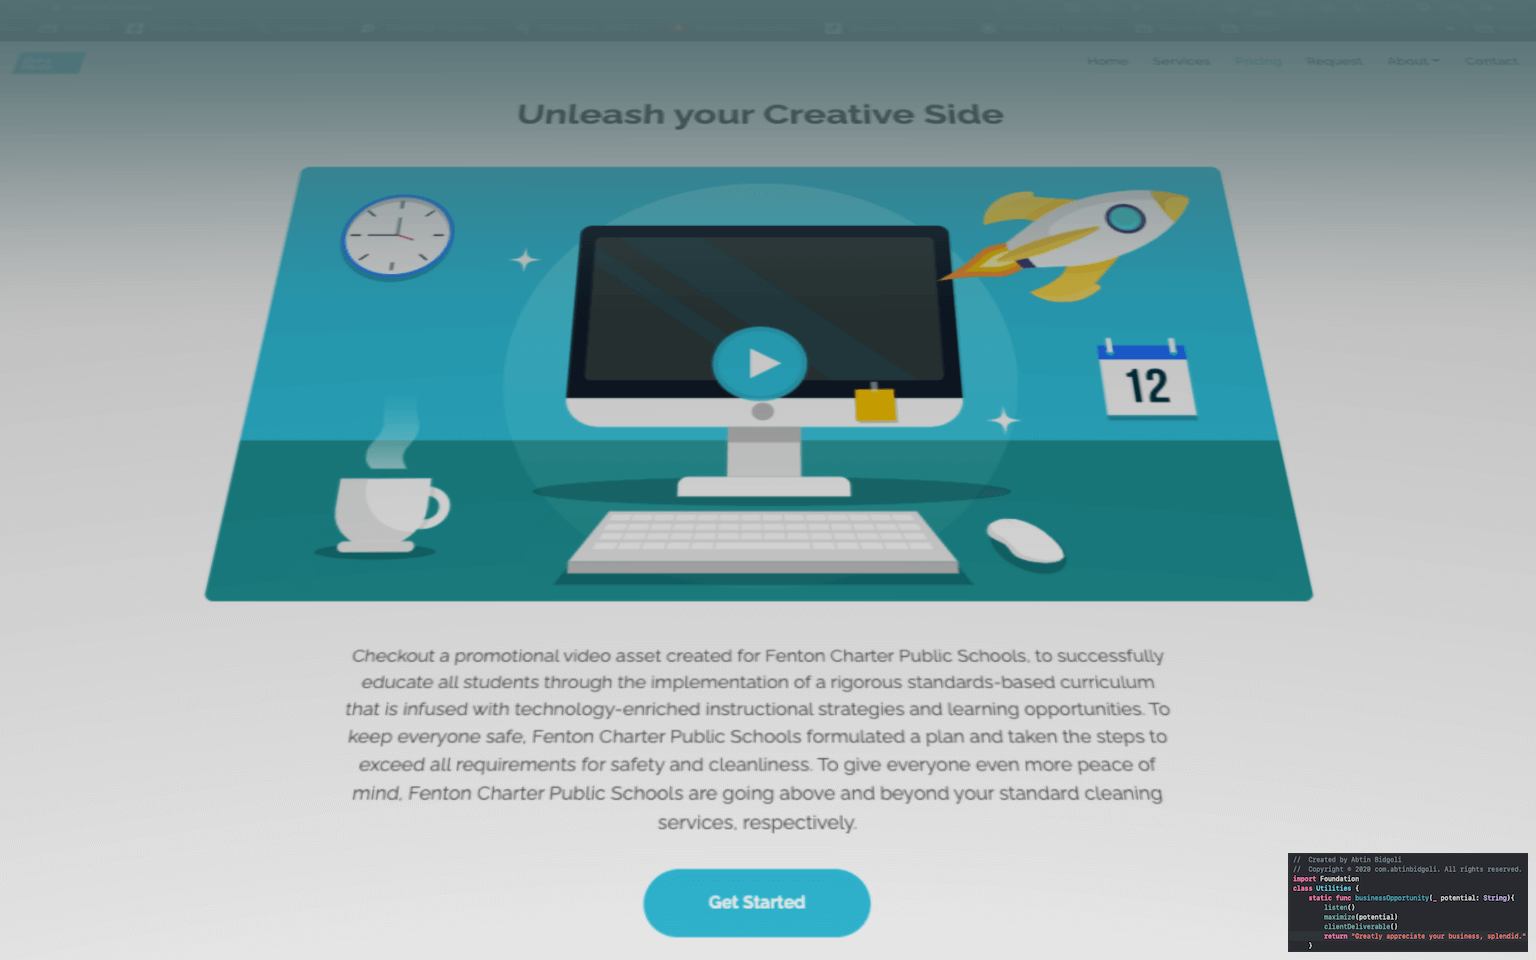 Home Services Pricing Request About Contact
Unleash your Creative Side
12
Checkout a promotional video asset created for Fenton Charter Public Schools, to successfully
educate all students through the implementation of a rigorous standards-based curriculum
that is infused with technology-enriched instructional strategies and learning opportunities. To
keep everyone safe, Fenton Charter Public Schools formulated a plan and taken the steps to
exceed all requirements for safety and cleanliness. To give everyone even more peace of
mind, Fenton Charter Public Schools are going above and beyond your standard cleaning
services, respectively.
Get Started
// Created by Abtin Bidgoli
// Copyright © 2020 com.abtinbidgoli. All rights reserved.
import Foundation
class Utilities {
static func businessOpportunity(_ potential: String){
listen()
maximize(potential)
clientDeliverable()
return "Greatly appreciate your business, splendid."
}